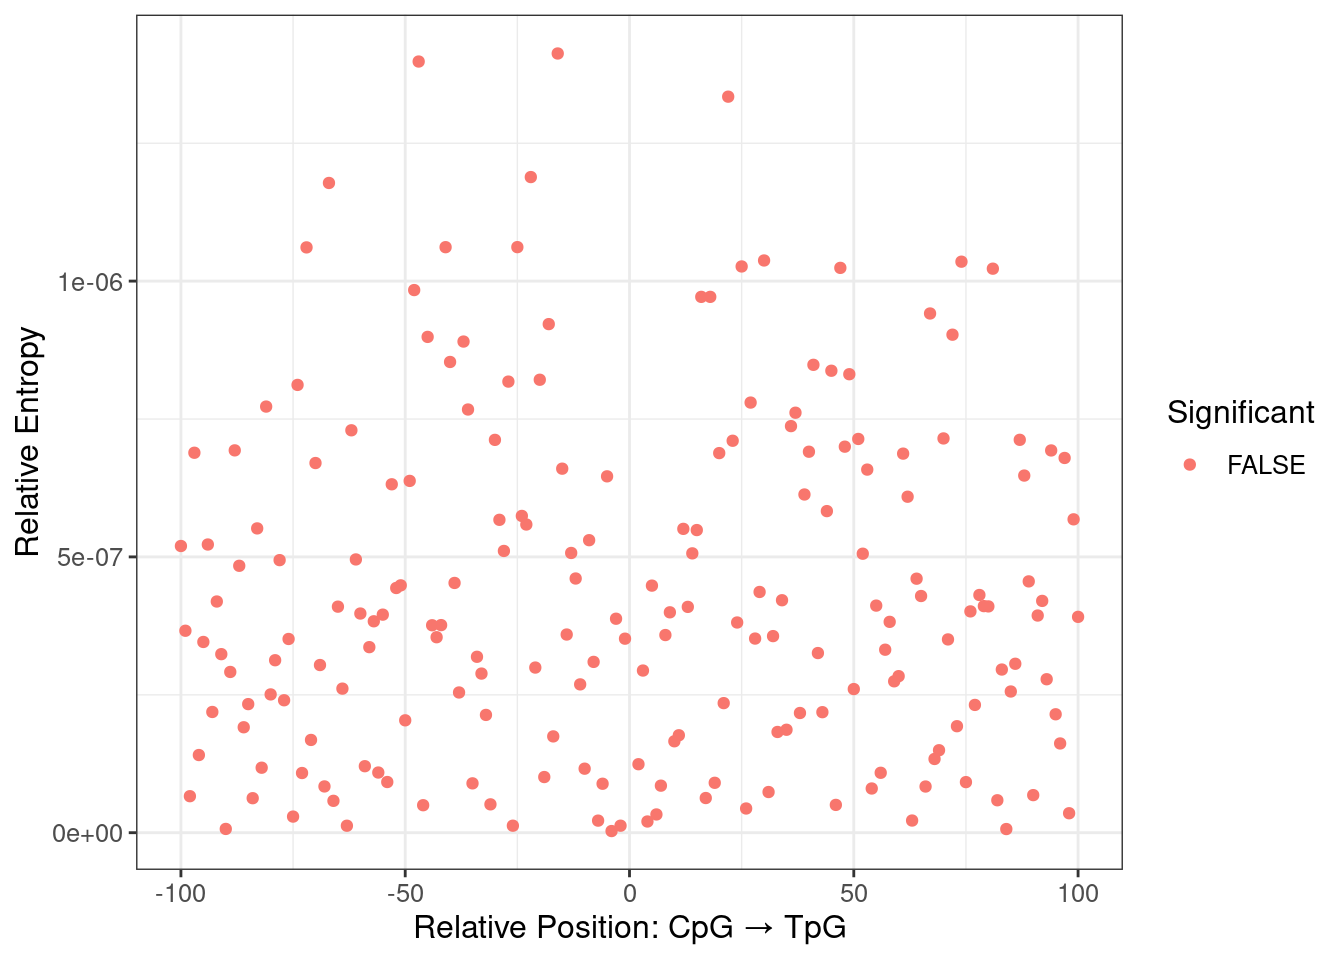 Relative Entropy
1e-06
5e-07
0e+00
-100
-50
0
50
100
Relative Position: CpG → TpG
Significant
FALSE